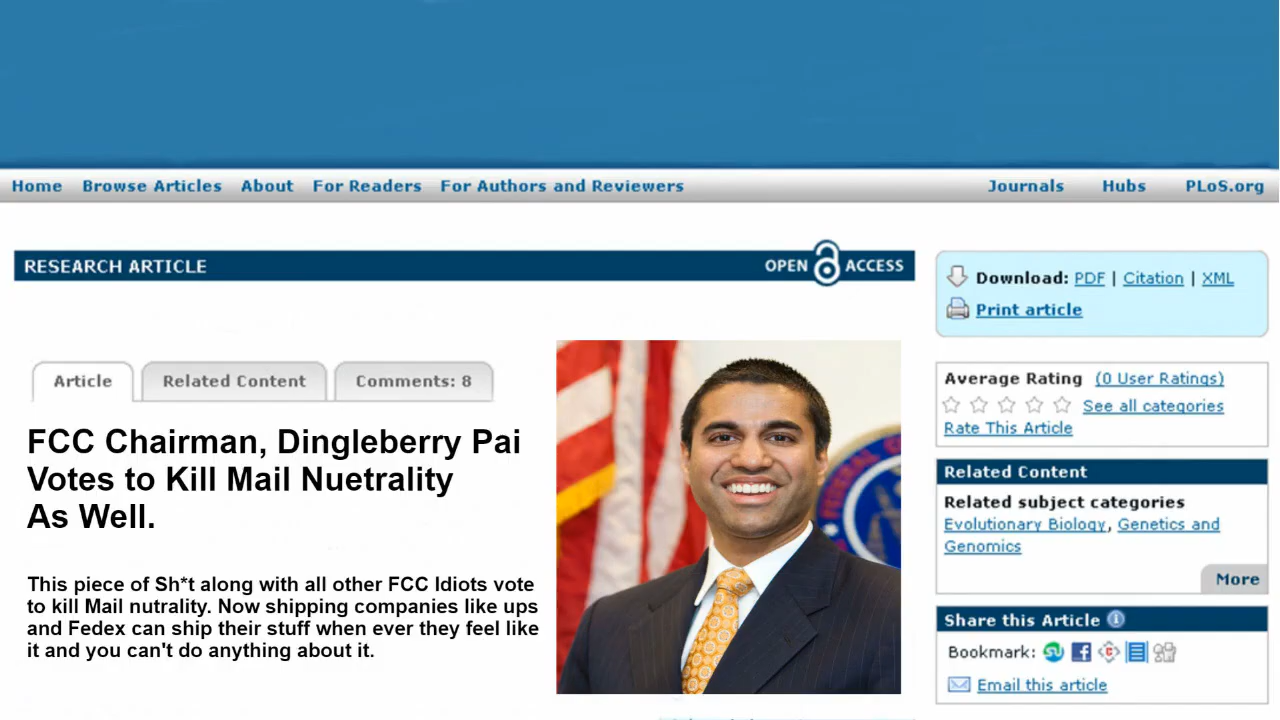 Home Browse Articles About For Readers For Authors and Reviewers Journals Hubs PLoS.org
RESEARCH ARTICLE
OPEN ACCESS
Download: PDF | Citation | XML
Print article
Article Related Content Comments: 8
FCC Chairman, Dingleberry Pai
Votes to Kill Mail Nuetrality
As Well.
This piece of Sh*t along with all other FCC Idiots vote
to kill Mail nutrality. Now shipping companies like ups
and Fedex can ship their stuff when ever they feel like
it and you can't do anything about it.
Average Rating (0 User Ratings)
See all categories
Rate This Article
Related Content
Related subject categories
Evolutionary Biology, Genetics and
Genomics
More
Share this Article
Bookmark:
Email this article